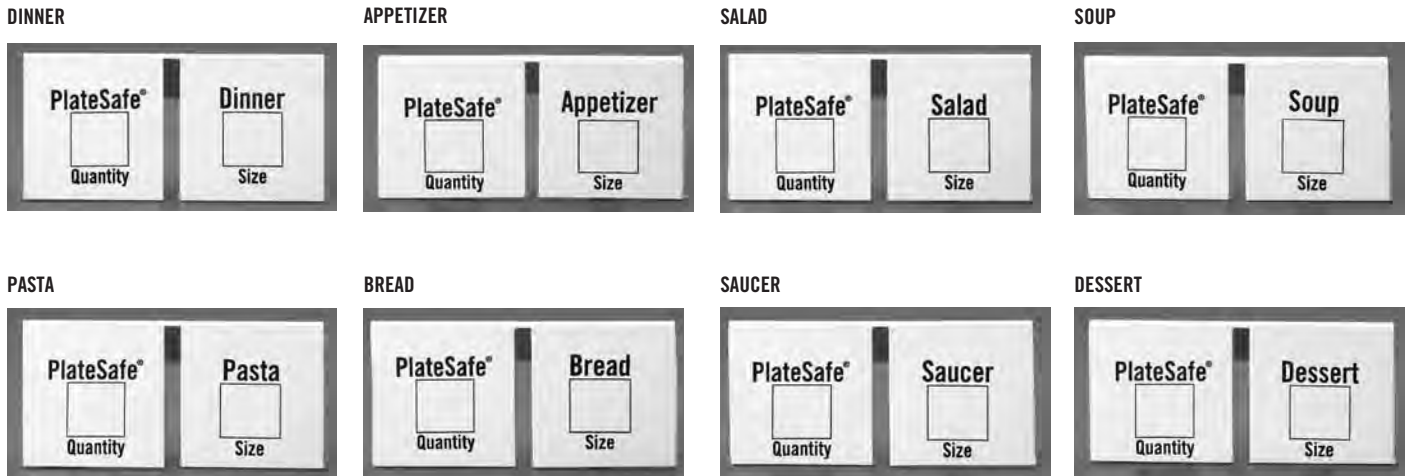 DINNER
PlateSafe® Dinner
Quantity Size
APPETIZER
PlateSafe® Appetizer
Quantity Size
SALAD
PlateSafe® Salad
Quantity Size
SOUP
PlateSafe® Soup
Quantity Size
PASTA
PlateSafe® Pasta
Quantity Size
BREAD
PlateSafe® Bread
Quantity Size
SAUCER
PlateSafe® Saucer
Quantity Size
DESSERT
PlateSafe® Dessert
Quantity Size